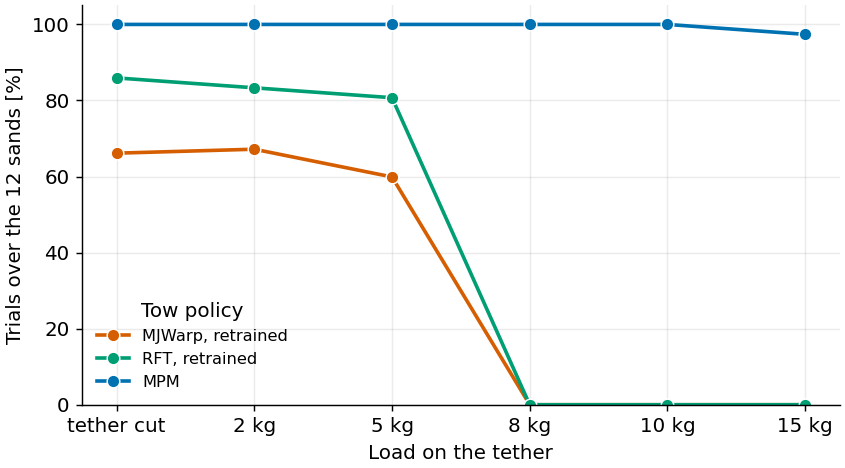 Trials over the 12 sands [%]
100
80
60
40
20
0
Tow policy
MJWarp, retrained
RFT, retrained
MPM
tether cut 2 kg 5 kg 8 kg 10 kg 15 kg
Load on the tether